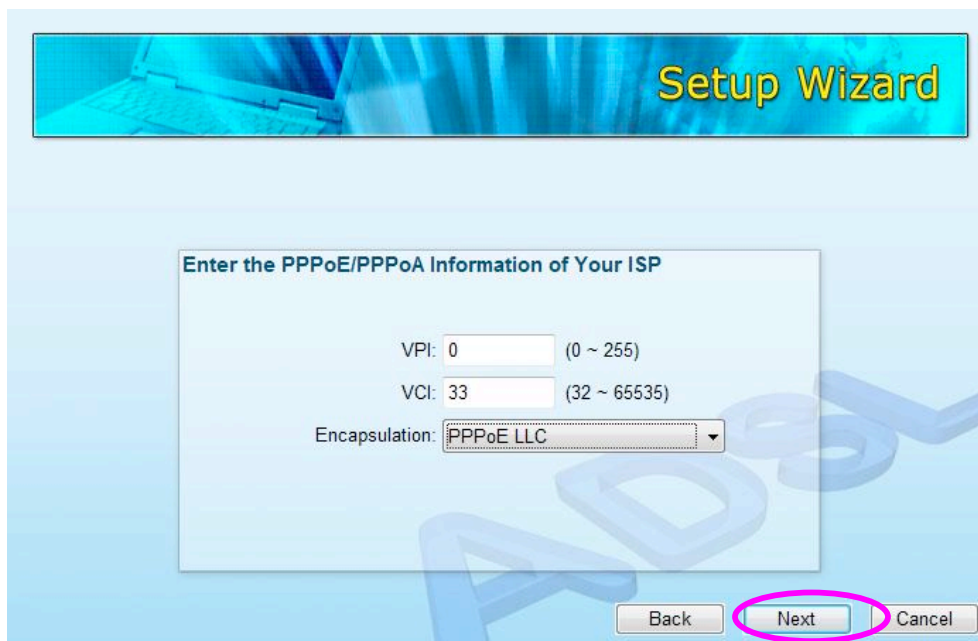 Setup Wizard
Enter the PPPoE/PPPoA Information of Your ISP
VPI: 0 (0 ~ 255)
VCI: 33 (32 ~ 65535)
Encapsulation: PPPoE LLC
ADSL
Back Next Cancel